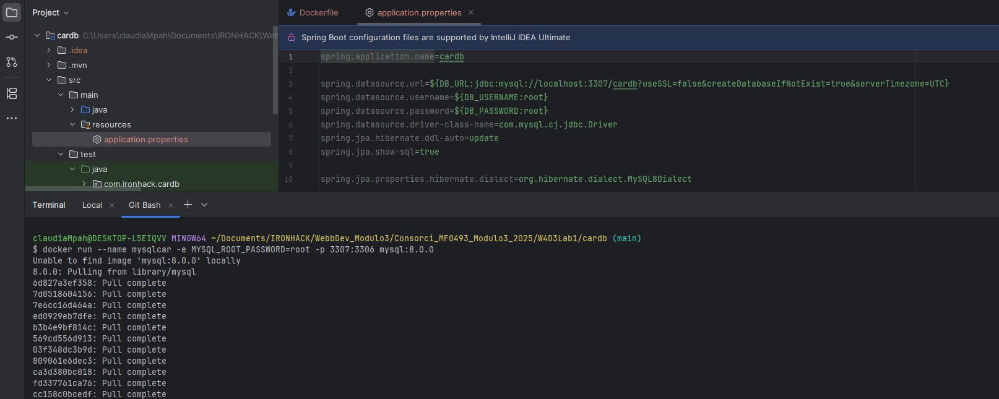 Project
Dockerfile
application.properties
cardb C:\Users\claudiaMpah\Documents\IRONHACK\Web
.idea
.mvn
src
main
java
resources
application.properties
test
java
com.ironhack.cardb
Spring Boot configuration files are supported by IntelliJ IDEA Ultimate
1 spring.application.name=cardb
2
3 spring.datasource.url=${DB_URL:jdbc:mysql://localhost:3307/cardb?useSSL=false&createDatabaseIfNotExist=true&serverTimezone=UTC}
4 spring.datasource.username=${DB_USERNAME:root}
5 spring.datasource.password=${DB_PASSWORD:root}
6 spring.datasource.driver-class-name=com.mysql.cj.jdbc.Driver
7 spring.jpa.hibernate.ddl-auto=update
8 spring.jpa.show-sql=true
9
10 spring.jpa.properties.hibernate.dialect=org.hibernate.dialect.MySQL8Dialect
Terminal Local Git Bash
claudiaMpah@DESKTOP-L5EIQVV MINGW64 ~/Documents/IRONHACK/WebbDev_Modulo3/Consorci_MF0493_Modulo3_2025/W4D3Lab1/cardb (main)
$ docker run --name mysqlcar -e MYSQL_ROOT_PASSWORD=root -p 3307:3306 mysql:8.0.0
Unable to find image 'mysql:8.0.0' locally
8.0.0: Pulling from library/mysql
6d827a3ef358: Pull complete
7d0518604156: Pull complete
7e6cc16d464a: Pull complete
ed0929eb7dfe: Pull complete
b3b4e9bf814c: Pull complete
569cd556d913: Pull complete
03f348dc3b9d: Pull complete
809061e6dec3: Pull complete
ca3d380bc018: Pull complete
fd337761ca76: Pull complete
cc158c0bcedf: Pull complete